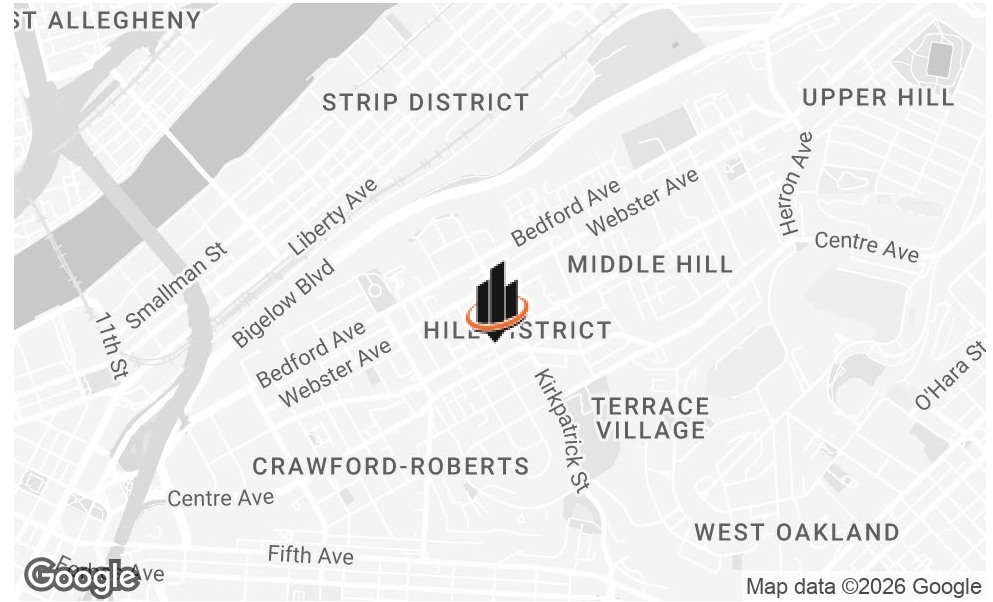 ST ALLEGHENY
STRIP DISTRICT
UPPER HILL
Herron Ave
Bedford Ave
Webster Ave
Liberty Ave
Centre Ave
Smallman St
MIDDLE HILL
Bigelow Blvd
11th St
HILL DISTRICT
Bedford Ave
Webster Ave
O'Hara St
Kirkpatrick St
TERRACE
VILLAGE
CRAWFORD-ROBERTS
Centre Ave
WEST OAKLAND
Fifth Ave
Google
Ave
Map data ©2026 Google